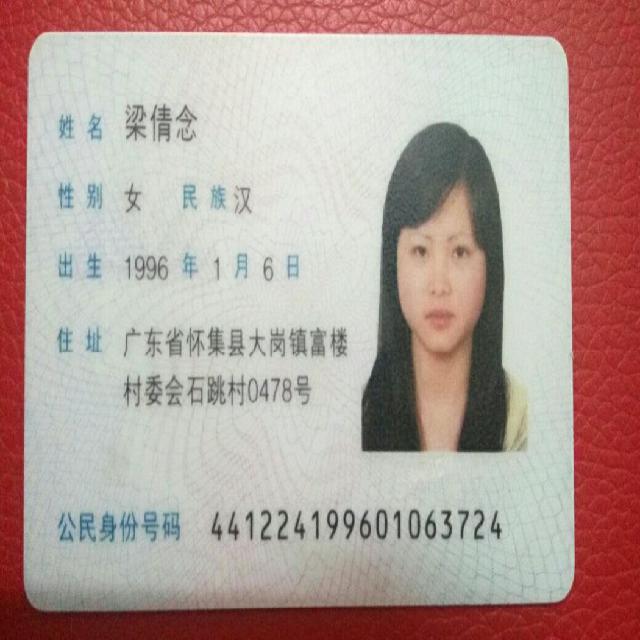 姓名 梁倩念
性别 女 民族 汉
出生 1996 年 1 月 6 日
住址 广东省怀集县大岗镇富楼
村委会石跳村0478号
公民身份号码 441224199601063724